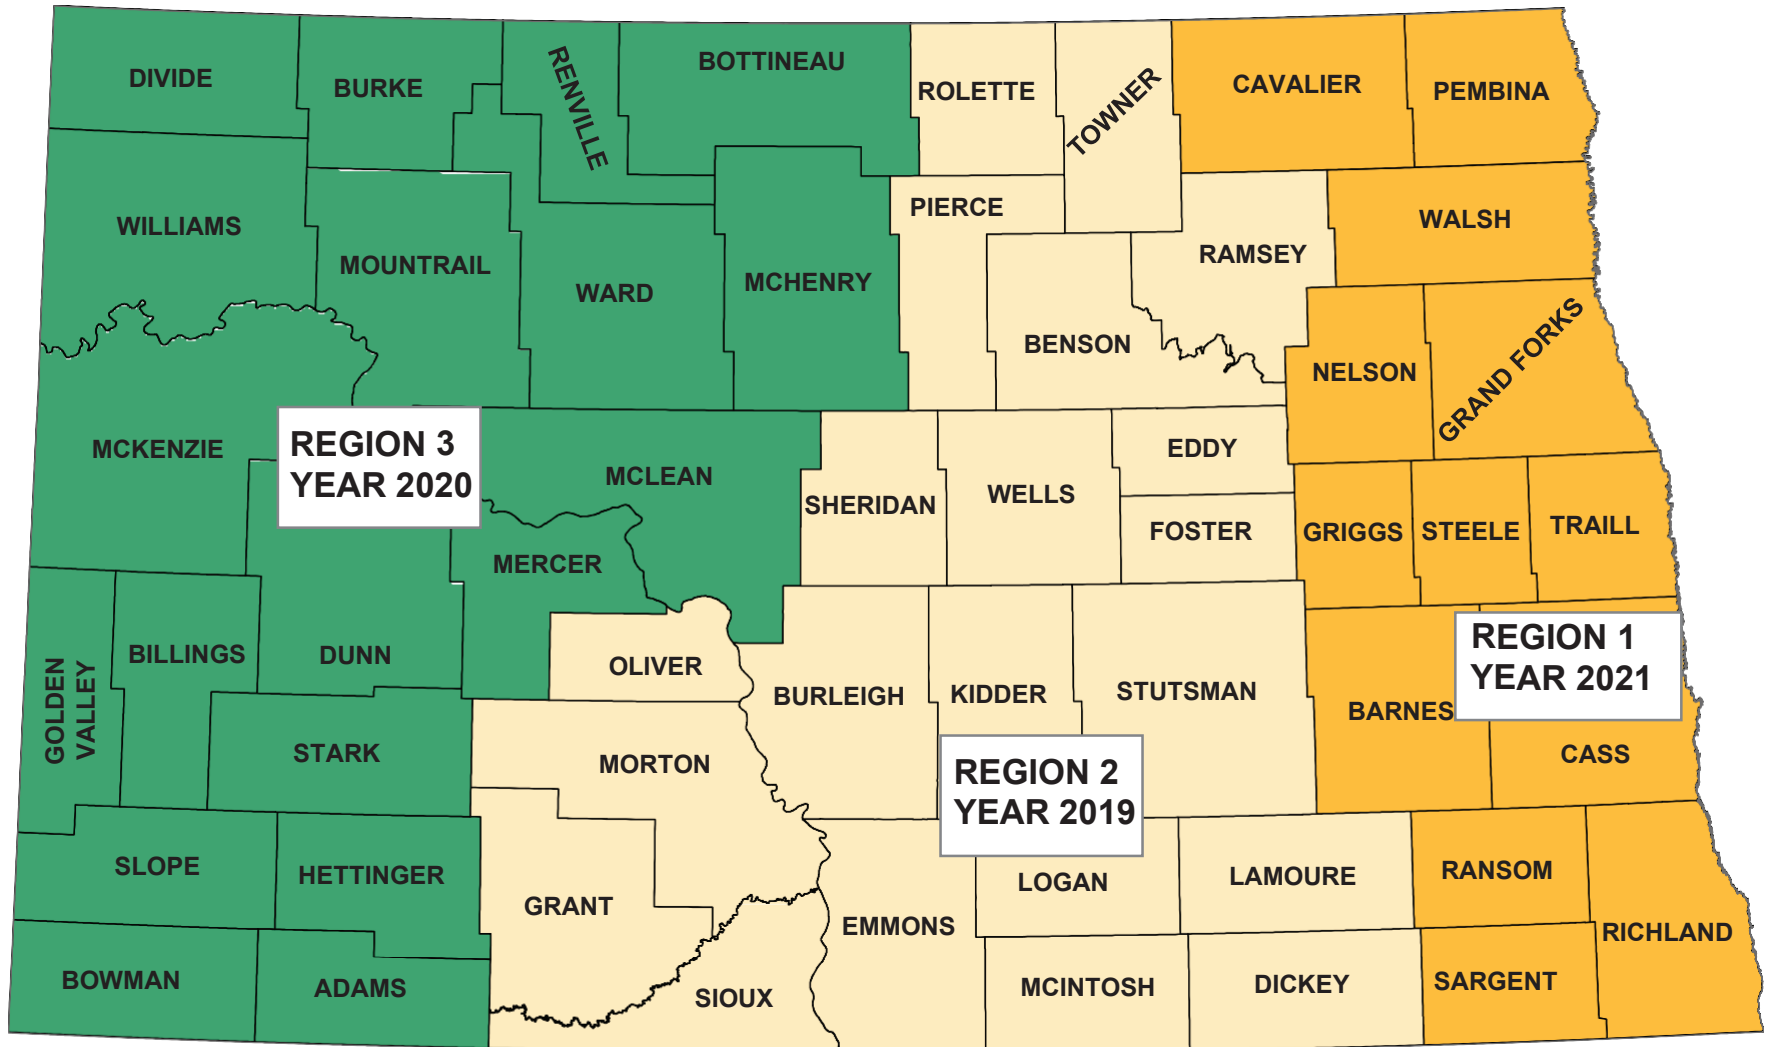 DIVIDE
BURKE
RENVILLE
BOTTINEAU
ROLETTE
TOWNER
CAVALIER
PEMBINA
WILLIAMS
MOUNTRAIL
WARD
MCHENRY
PIERCE
BENSON
RAMSEY
WALSH
NELSON
GRAND FORKS
MCKENZIE
REGION 3
YEAR 2020
MCLEAN
SHERIDAN
WELLS
EDDY
FOSTER
GRIGGS
STEELE
TRAILL
MERCER
GOLDEN
VALLEY
BILLINGS
DUNN
OLIVER
BURLEIGH
KIDDER
STUTSMAN
BARNES
REGION 1
YEAR 2021
CASS
STARK
MORTON
REGION 2
YEAR 2019
SLOPE
HETTINGER
GRANT
EMMONS
LOGAN
LAMOURE
RANSOM
RICHLAND
BOWMAN
ADAMS
SIOUX
MCINTOSH
DICKEY
SARGENT